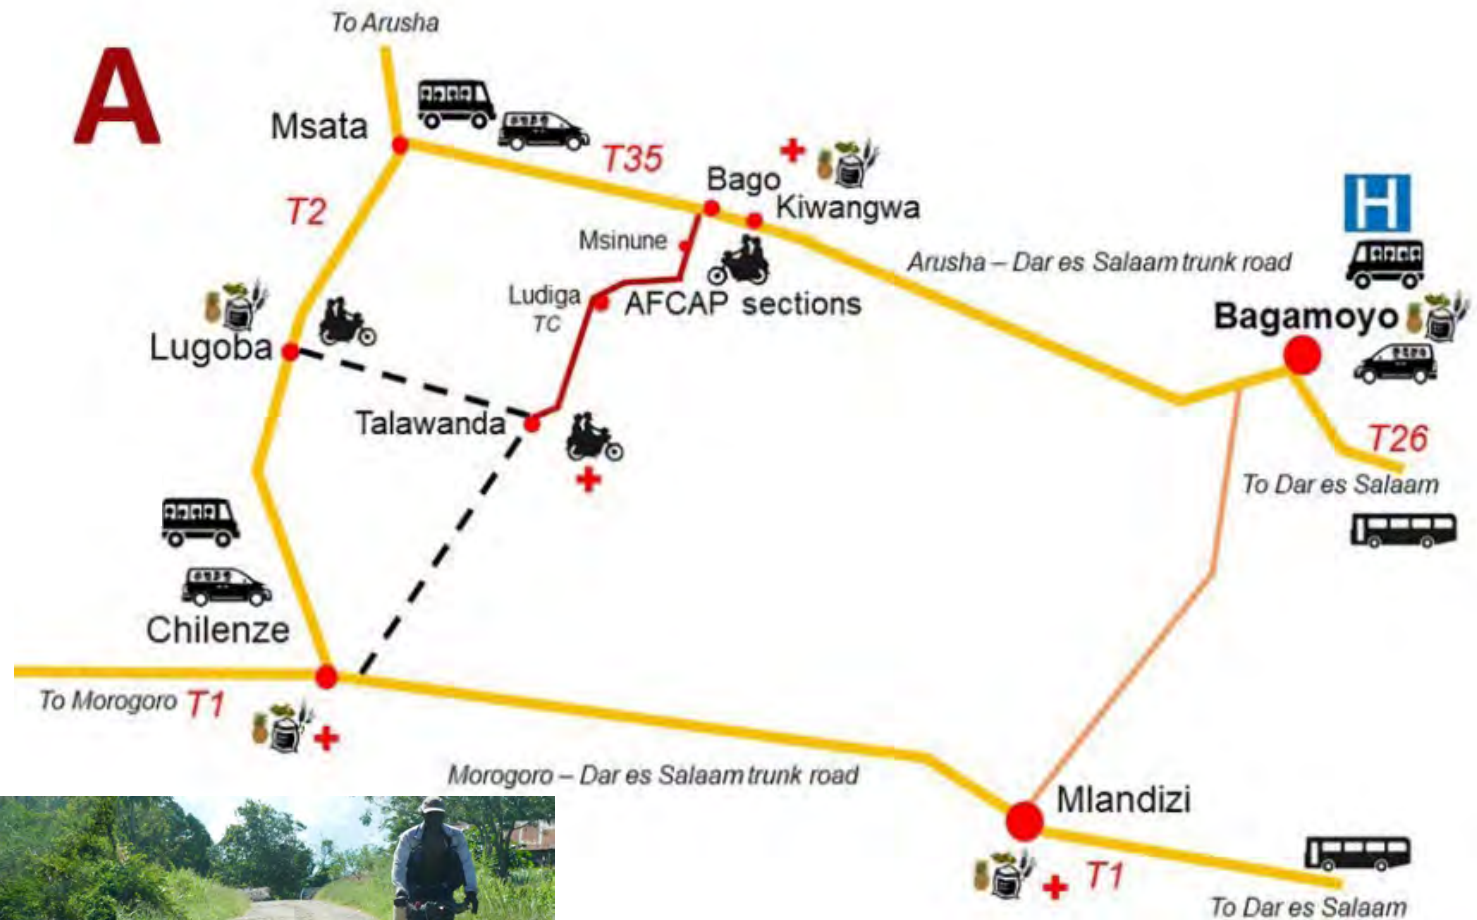 To Arusha
A
Msata
T35
Bago
Kiwangwa
T2
Msinune
H
Arusha – Dar es Salaam trunk road
Ludiga
TC
AFCAP sections
Bagamoyo
Lugoba
Talawanda
T26
To Dar es Salaam
Chilenze
To Morogoro
T1
Morogoro – Dar es Salaam trunk road
Mlandizi
T1
To Dar es Salaam